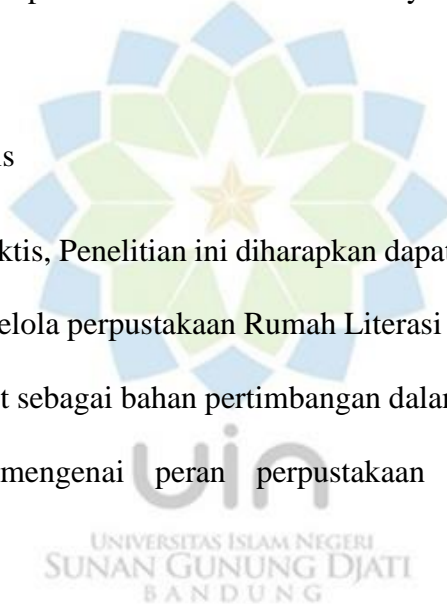 s
ktis, Penelitian ini diharapkan dapat
elola perpustakaan Rumah Literasi
t sebagai bahan pertimbangan dalam
mengenai peran perpustakaan
uin
UNIVERSITAS ISLAM NEGERI
SUNAN GUNUNG DJATI
BANDUNG